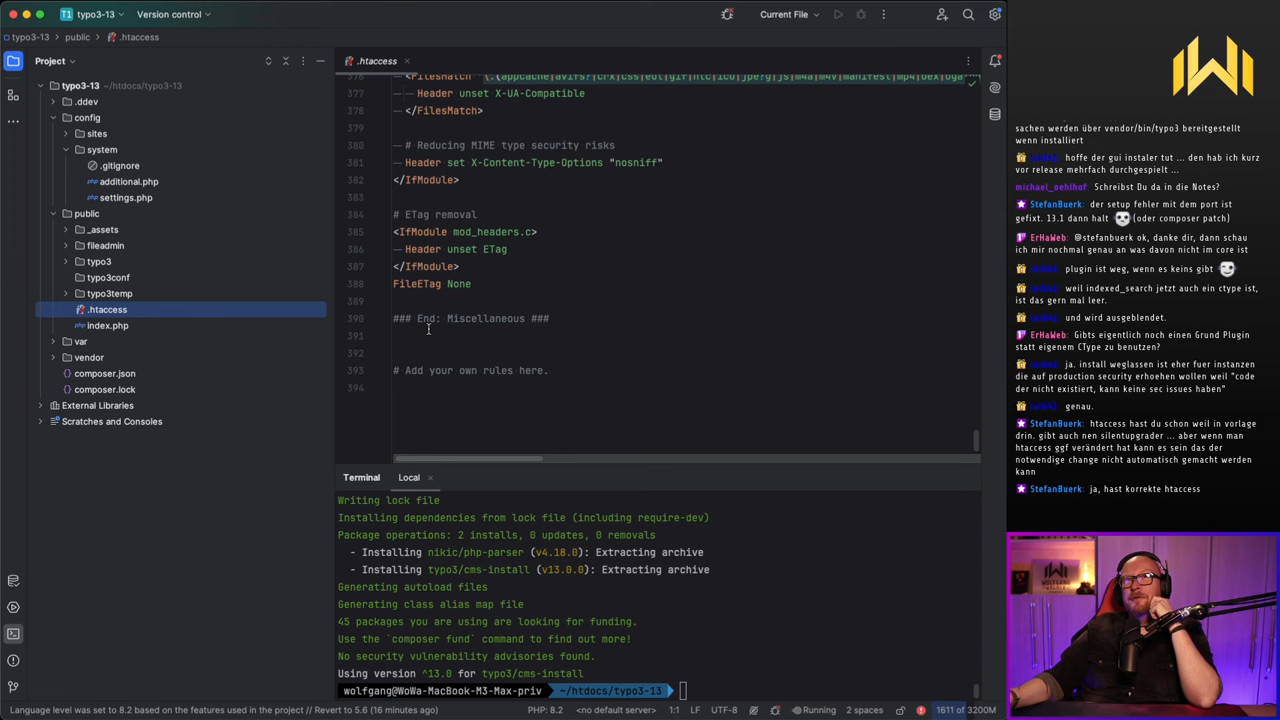 typo3-13
Version control
Current File
typo3-13
public
.htaccess
Project
.htaccess
typo3-13 ~/htdocs/typo3-13
.ddev
config
sites
system
.gitignore
additional.php
settings.php
public
_assets
fileadmin
typo3
typo3conf
typo3temp
.htaccess
index.php
var
vendor
composer.json
composer.lock
External Libraries
Scratches and Consoles
377 Header unset X-UA-Compatible
378 </FilesMatch>
379
380 # Reducing MIME type security risks
381 Header set X-Content-Type-Options "nosniff"
382 </IfModule>
383
384 # ETag removal
385 <IfModule mod_headers.c>
386 Header unset ETag
387 </IfModule>
388 FileETag None
389
390 ### End: Miscellaneous ###
391
392
393 # Add your own rules here.
394
Terminal Local
Writing lock file
Installing dependencies from lock file (including require-dev)
Package operations: 2 installs, 0 updates, 0 removals
- Installing nikic/php-parser (v4.18.0): Extracting archive
- Installing typo3/cms-install (v13.0.0): Extracting archive
Generating autoload files
Generating class alias map file
45 packages you are using are looking for funding.
Use the `composer fund` command to find out more!
No security vulnerability advisories found.
Using version ^13.0 for typo3/cms-install
wolfgang@WoWa-MacBook-M3-Max-priv ~/htdocs/typo3-13
Language level was set to 8.2 based on the features used in the project // Revert to 5.6 (16 minutes ago)
PHP: 8.2 <no default server> 1:1 LF UTF-8 Running 2 spaces 1611 of 3200M
sachen werden über vendor/bin/typo3 bereitgestellt
wenn installiert
hoffe der gui instaler tut ... den hab ich kurz
vor release mehrfach durchgespielt ...
michael_oehlhof: Schreibst Du da in die Notes?
StefanBuerk: der setup fehler mit dem port ist
gefixt. 13.1 dann halt (oder composer patch)
ErHaWeb: @stefanbuerk ok, danke dir, dann schau
ich mir nochmal genau an was davon nicht im core ist
plugin ist weg, wenn es keins gibt
weil indexed_search jetzt auch ein ctype ist,
ist das gern mal leer.
und wird ausgeblendet.
ErHaWeb: Gibts eigentlich noch einen Grund Plugin
statt eigenem CType zu benutzen?
ja. install weglassen ist eher fuer instanzen
die auf production security erhoehen wollen weil "code
der nicht existiert, kann keine sec issues haben"
genau.
StefanBuerk: htaccess hast du schon weil in vorlage
drin. gibt auch nen silentupgrader ... aber wenn man
htaccess ggf verändert hat kann es sein das der
notwendige change nicht automatisch gemacht werden
kann
StefanBuerk: ja, hast korrekte htaccess